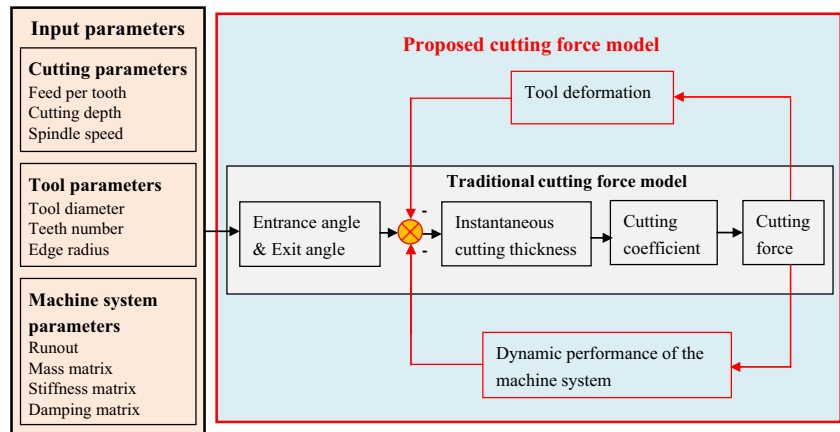 Input parameters
Cutting parameters
Feed per tooth
Cutting depth
Spindle speed
Tool parameters
Tool diameter
Teeth number
Edge radius
Machine system
parameters
Runout
Mass matrix
Stiffness matrix
Damping matrix
Proposed cutting force model
Tool deformation
Traditional cutting force model
Entrance angle
& Exit angle
-
-
Instantaneous
cutting thickness
Cutting
coefficient
Cutting
force
Dynamic performance of the
machine system